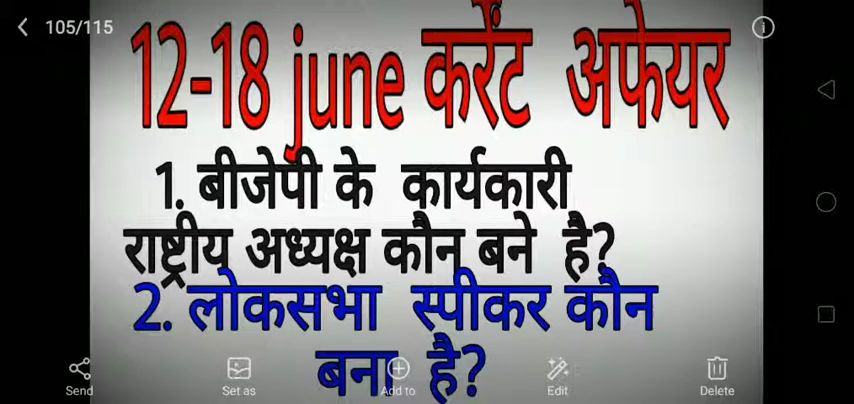 105/115
12-18 june करेंट अफेयर
1. बीजेपी के कार्यकारी
राष्ट्रीय अध्यक्ष कौन बने है?
2. लोकसभा स्पीकर कौन
बना है?
Send Set as Add to Edit Delete